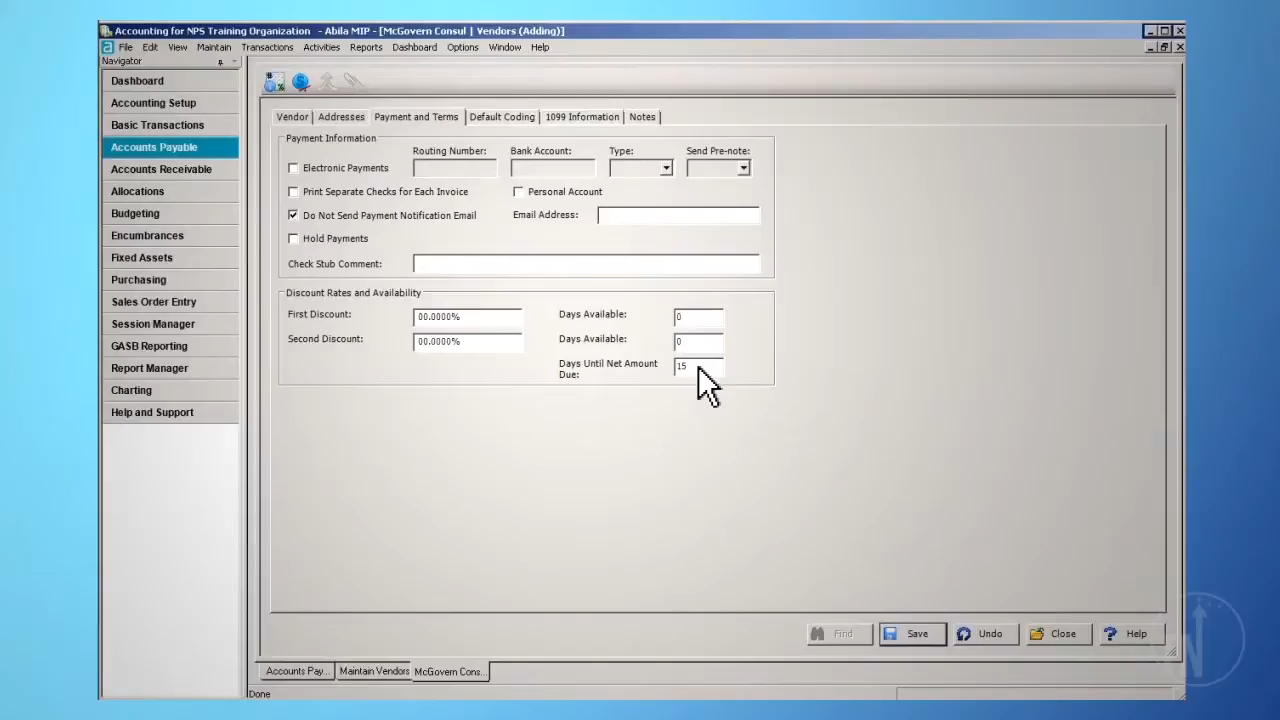 Accounting for NPS Training Organization - Abila MIP - [McGovern Consul | Vendors (Adding)]
File Edit View Maintain Transactions Activities Reports Dashboard Options Window Help
Navigator
Dashboard
Accounting Setup
Basic Transactions
Accounts Payable
Accounts Receivable
Allocations
Budgeting
Encumbrances
Fixed Assets
Purchasing
Sales Order Entry
Session Manager
GASB Reporting
Report Manager
Charting
Help and Support
Vendor Addresses Payment and Terms Default Coding 1099 Information Notes
Payment Information
Routing Number: Bank Account: Type: Send Pre-note:
Electronic Payments
Print Separate Checks for Each Invoice Personal Account
Do Not Send Payment Notification Email Email Address:
Hold Payments
Check Stub Comment:
Discount Rates and Availability
First Discount: 00.0000% Days Available: 0
Second Discount: 00.0000% Days Available: 0
Days Until Net Amount
Due: 15
Find Save Undo Close Help
Accounts Pay... Maintain Vendors McGovern Cons...
Done
N